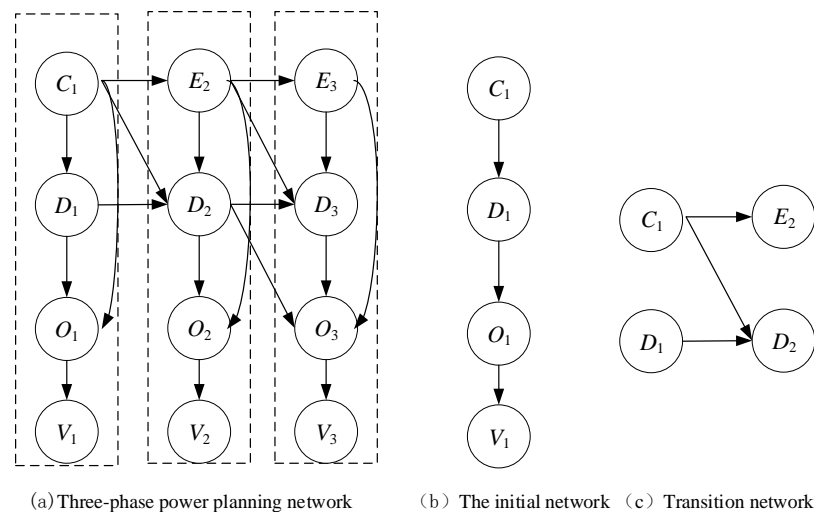 C1 E2 E3
D1 D2 D3
O1 O2 O3
V1 V2 V3
(a) Three-phase power planning network
C1
D1
O1
V1
（b）The initial network
C1 E2
D1 D2
（c）Transition network